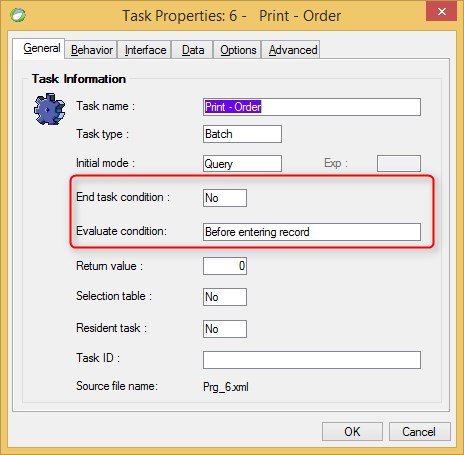 Task Properties: 6 -   Print - Order
General Behavior Interface Data Options Advanced
Task Information
Task name : Print - Order
Task type : Batch
Initial mode : Query Exp :
End task condition : No
Evaluate condition: Before entering record
Return value : 0
Selection table : No
Resident task : No
Task ID :
Source file name: Prg_6.xml
OK Cancel